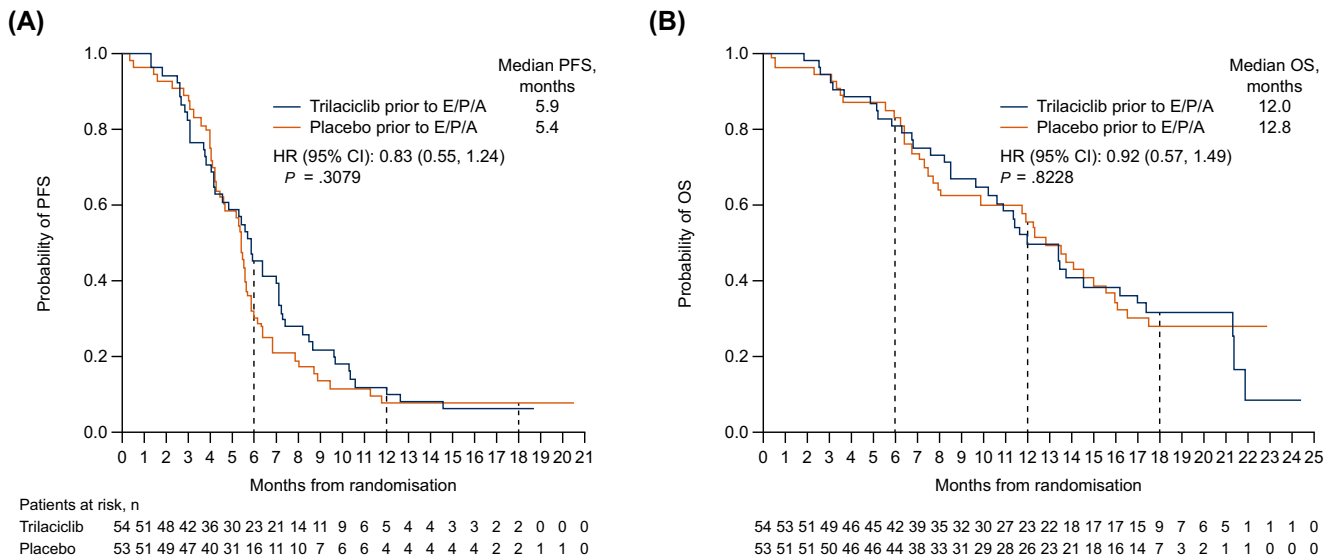 (A)
Median PFS,
months
Trilaciclib prior to E/P/A 5.9
Placebo prior to E/P/A 5.4
HR (95% CI): 0.83 (0.55, 1.24)
P = .3079
Probability of PFS
1.0
0.8
0.6
0.4
0.2
0.0
0 1 2 3 4 5 6 7 8 9 10 11 12 13 14 15 16 17 18 19 20 21
Months from randomisation
Patients at risk, n
Trilaciclib 54 51 48 42 36 30 23 21 14 11 9 6 5 4 4 3 3 2 2 0 0 0
Placebo 53 51 49 47 40 31 16 11 10 7 6 6 4 4 4 4 4 2 2 1 1 0
(B)
Median OS,
months
Trilaciclib prior to E/P/A 12.0
Placebo prior to E/P/A 12.8
HR (95% CI): 0.92 (0.57, 1.49)
P = .8228
Probability of OS
1.0
0.8
0.6
0.4
0.2
0.0
0 1 2 3 4 5 6 7 8 9 10 11 12 13 14 15 16 17 18 19 20 21 22 23 24 25
Months from randomisation
54 53 51 49 46 45 42 39 35 32 30 27 23 22 18 17 17 15 9 7 6 5 1 1 1 0
53 51 51 50 46 46 44 38 33 31 29 28 26 23 21 18 16 14 7 3 2 1 1 0 0 0